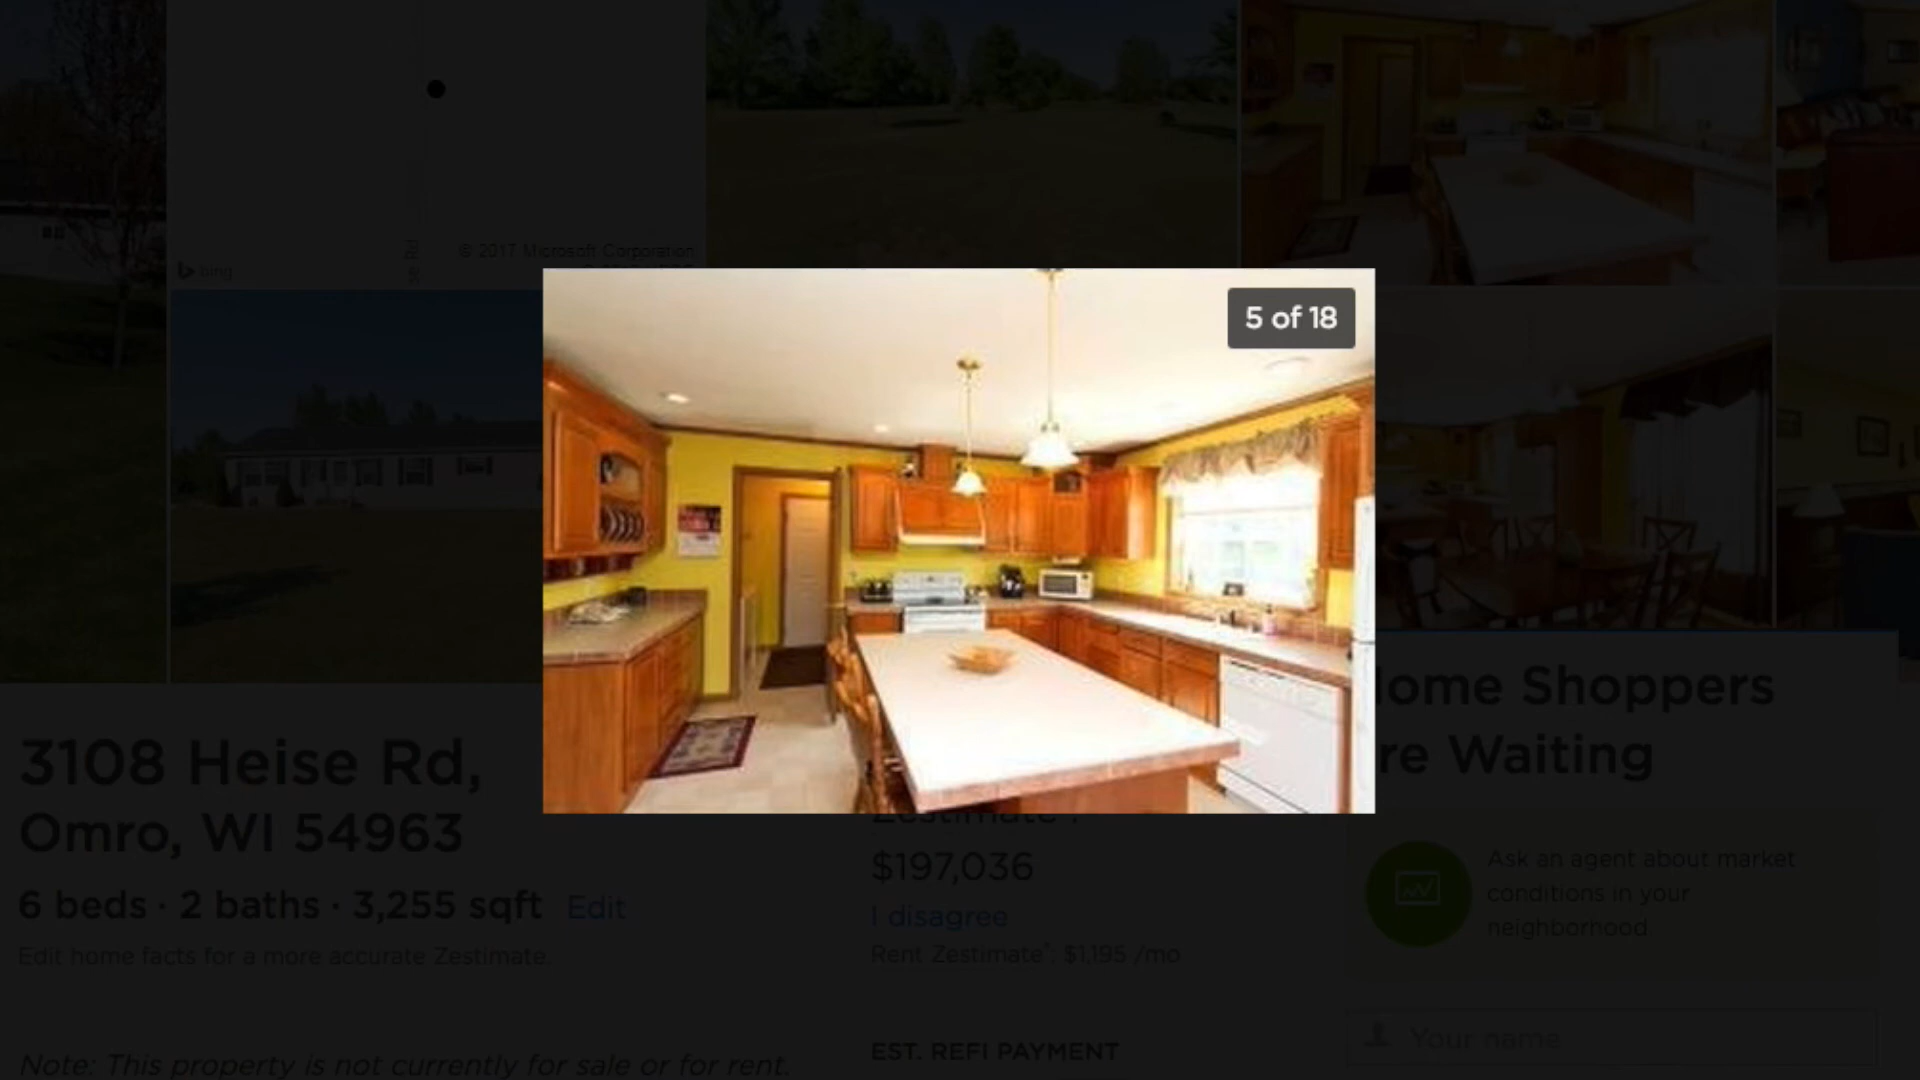 © 2017 Microsoft Corporation
bing
5 of 18
3108 Heise Rd,
Omro, WI 54963
6 beds · 2 baths · 3,255 sqft Edit
Edit home facts for a more accurate Zestimate.
Note: This property is not currently for sale or for rent.
Zestimate
$197,036
I disagree
Rent Zestimate®: $1,195 /mo
EST. REFI PAYMENT
ome Shoppers
re Waiting
Ask an agent about market
conditions in your
neighborhood.
Your name